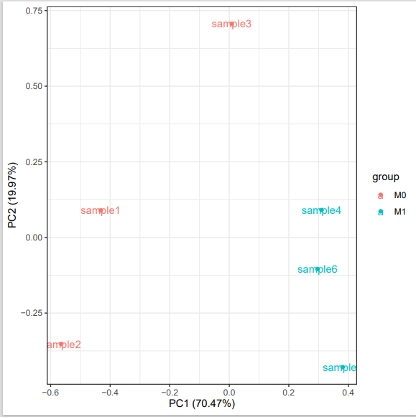 0.75
sample3
0.50
0.25
group
M0
M1
sample1
sample4
0.00
PC2 (19.97%)
sample6
−0.25
ample2
sample
−0.6
−0.4
−0.2
0.0
0.2
0.4
PC1 (70.47%)